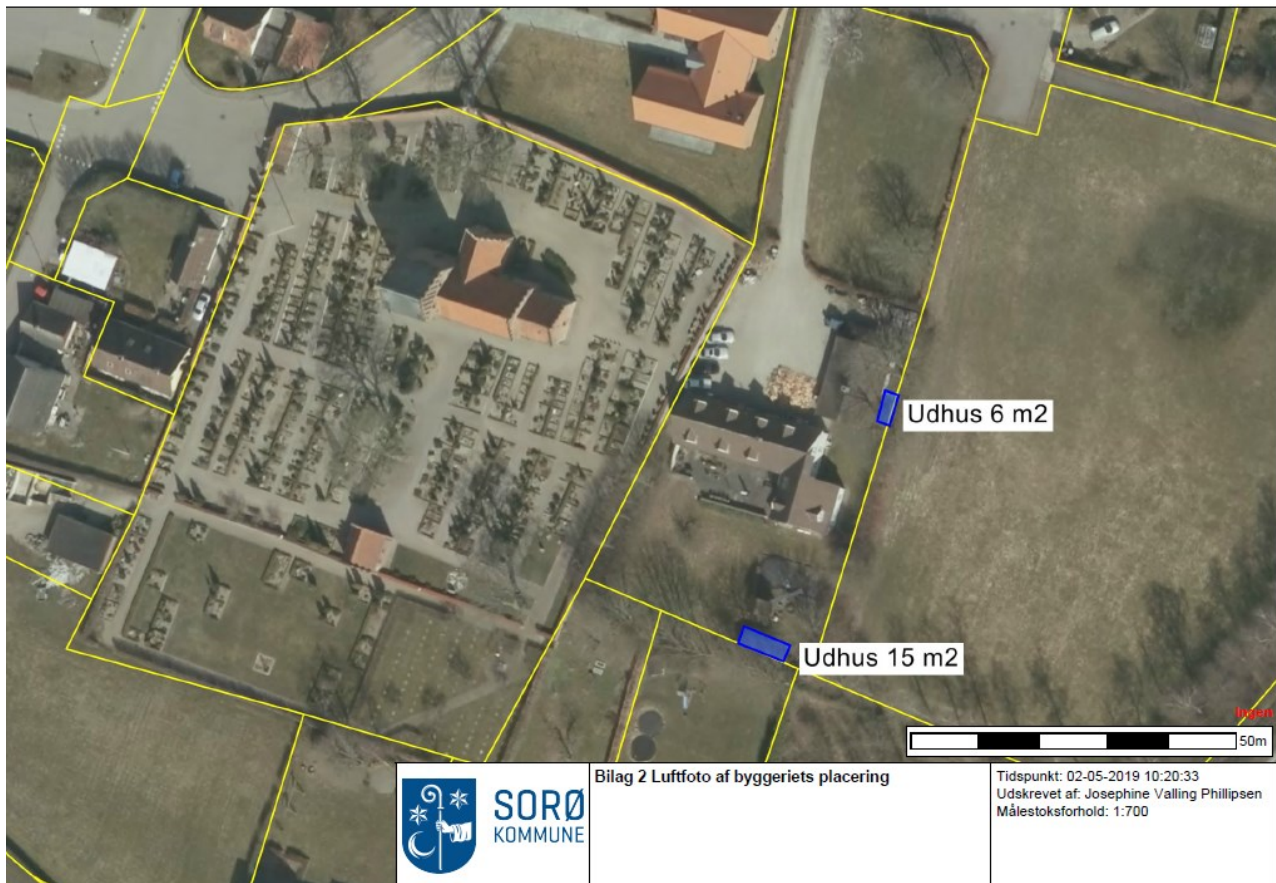 Udhus 6 m2
Udhus 15 m2
Ingen
50m
SORØ
KOMMUNE
Bilag 2 Luftfoto af byggeriets placering
Tidspunkt: 02-05-2019 10:20:33
Udskrevet af: Josephine Valling Phillipsen
Målestoksforhold: 1:700